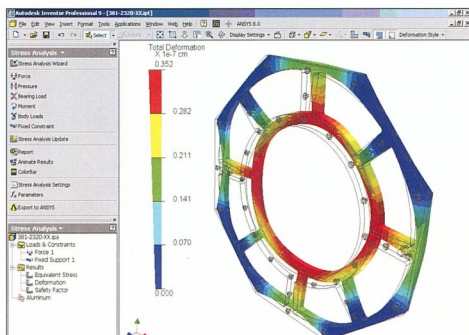 Autodesk Inventor Professional 9 - [381-2320-XX.ipt]
File Edit View Insert Format Tools Applications Window Web Help ANSYS 8.0
Select Display Settings Deformation Style
Stress Analysis
Stress Analysis Wizard
Force
Pressure
Bearing Load
Moment
Body Loads
Fixed Constraint
Stress Analysis Update
Report
Animate Results
ColorBar
Stress Analysis Settings
Parameters
Export to ANSYS
Stress Analysis
381-2320-XX.ipa
Loads & Constraints
Force 1
Fixed Support 1
Results
Equivalent Stress
Deformation
Safety Factor
Aluminum
Total Deformation
X 1e-7 cm
0.352
0.282
0.211
0.141
0.070
0.000